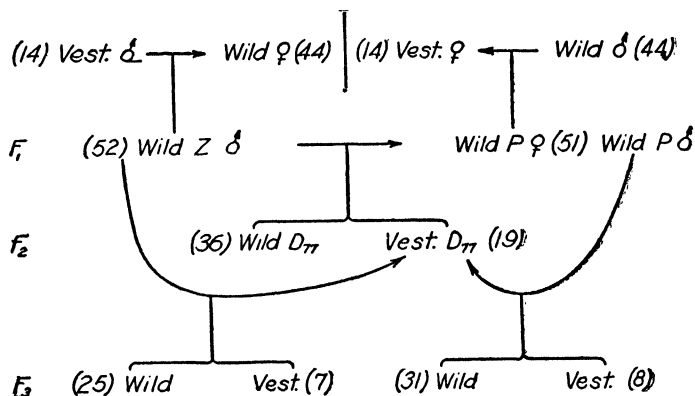 (14) Vest. ♂ Wild ♀ (44) (14) Vest. ♀ Wild ♂ (44)
F₁ (52) Wild Z ♂ Wild P ♀ (51) Wild P ♂
F₂ (36) Wild D₇₇ Vest. D₇₇ (19)
F₃ (25) Wild Vest. (7) (31) Wild Vest. (8)